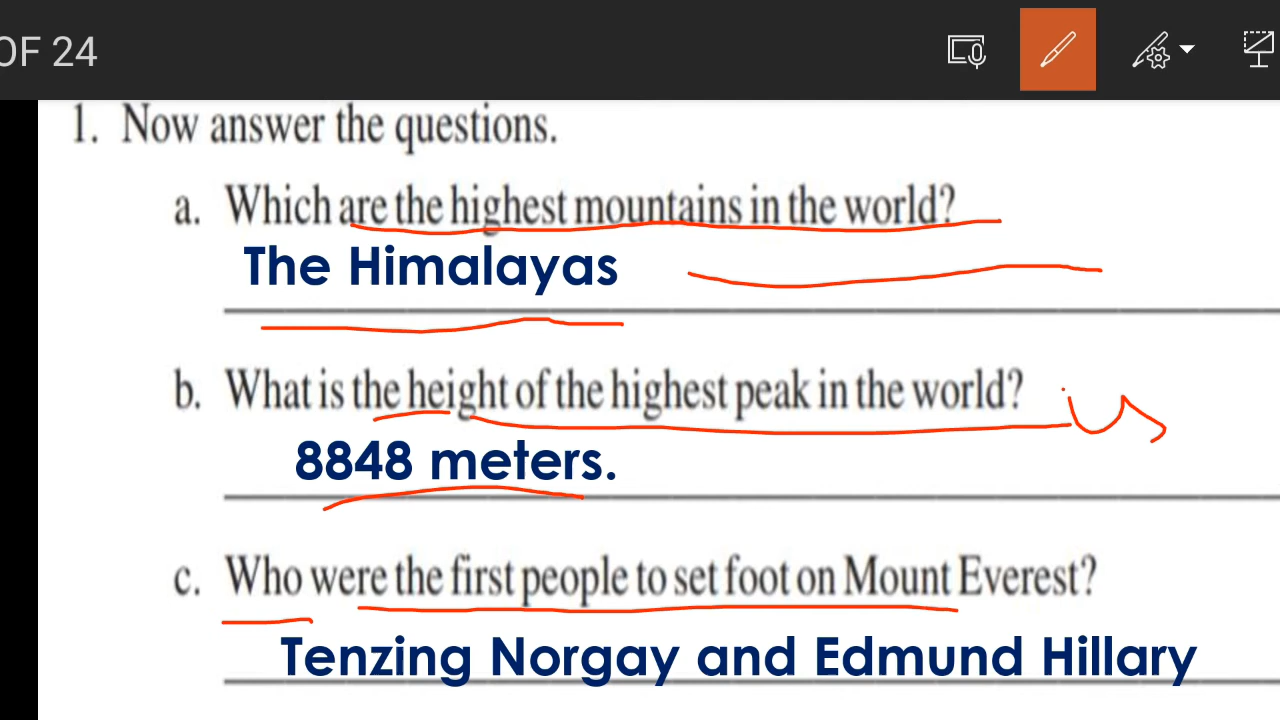 OF 24
1. Now answer the questions.
a. Which are the highest mountains in the world?
The Himalayas
b. What is the height of the highest peak in the world?
is
8848 meters.
c. Who were the first people to set foot on Mount Everest?
Tenzing Norgay and Edmund Hillary